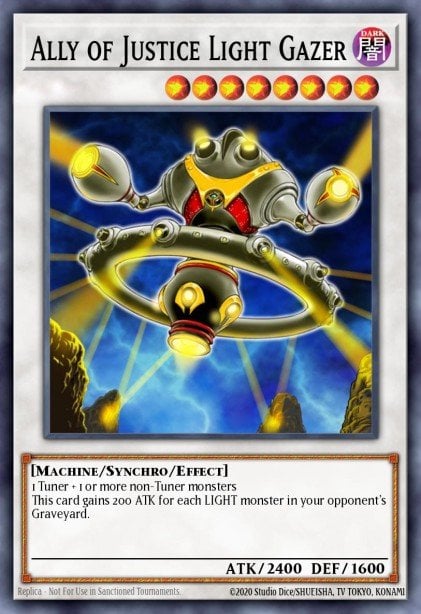 ALLY OF JUSTICE LIGHT GAZER
DARK
闇
[MACHINE/SYNCHRO/EFFECT]
1 Tuner + 1 or more non-Tuner monsters
This card gains 200 ATK for each LIGHT monster in your opponent's
Graveyard.
ATK/2400 DEF/1600
Replica - Not For Use in Sanctioned Tournaments.
©2020 Studio Dice/SHUEISHA, TV TOKYO, KONAMI